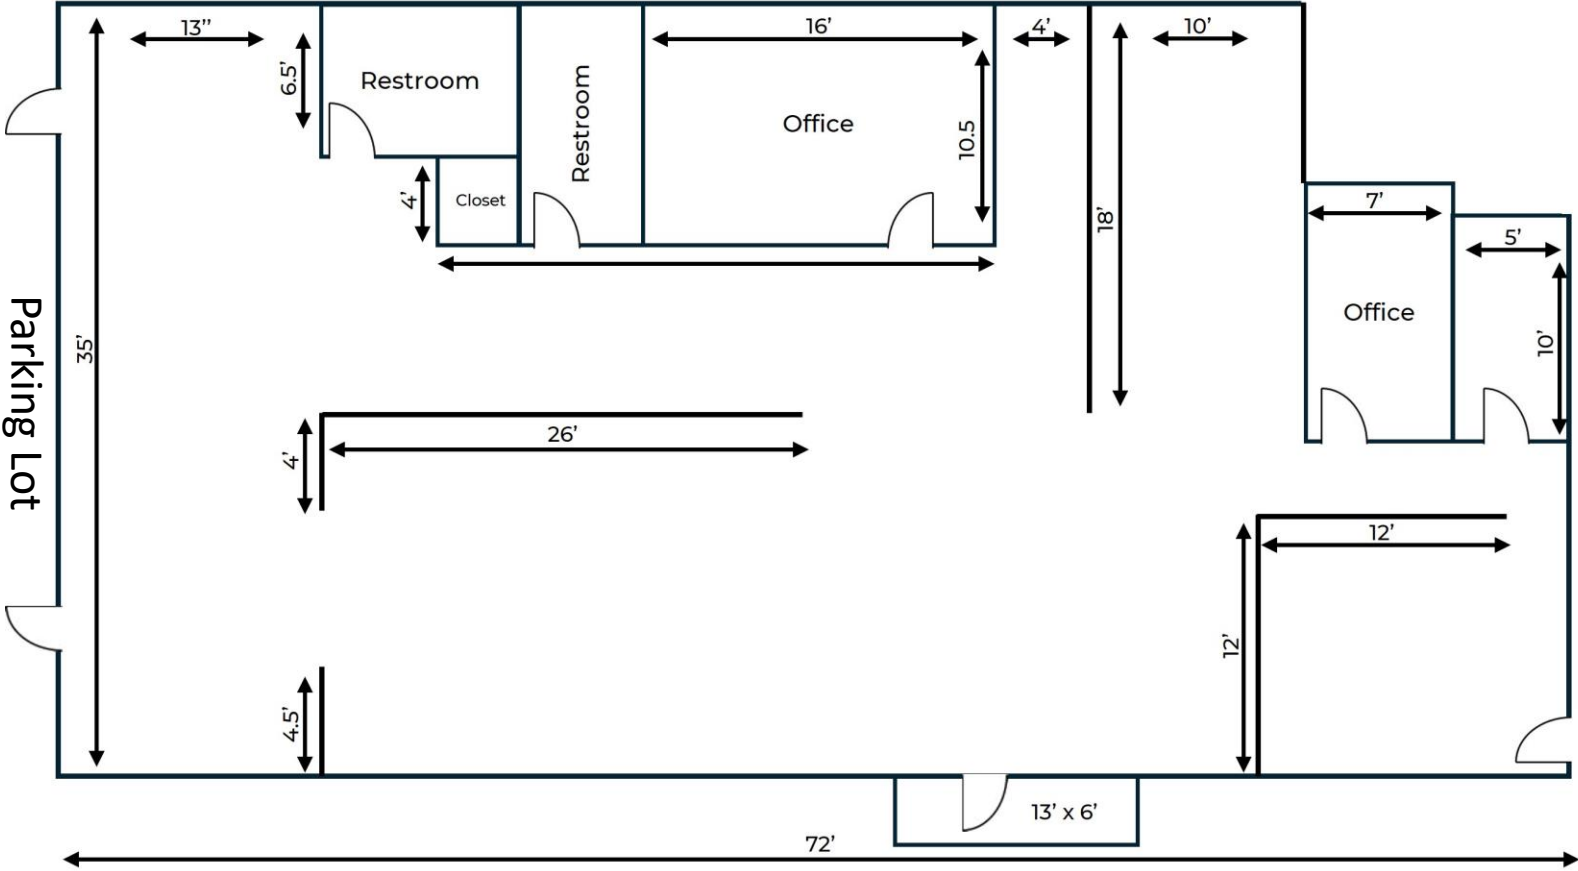 13’’
16’
4’
10’
6.5’
Restroom
Restroom
Office
10.5
4’
Closet
18’
7’
5’
Office
10’
Parking Lot
35’
26’
4’
12’
12’
4.5’
13’ x 6’
72’